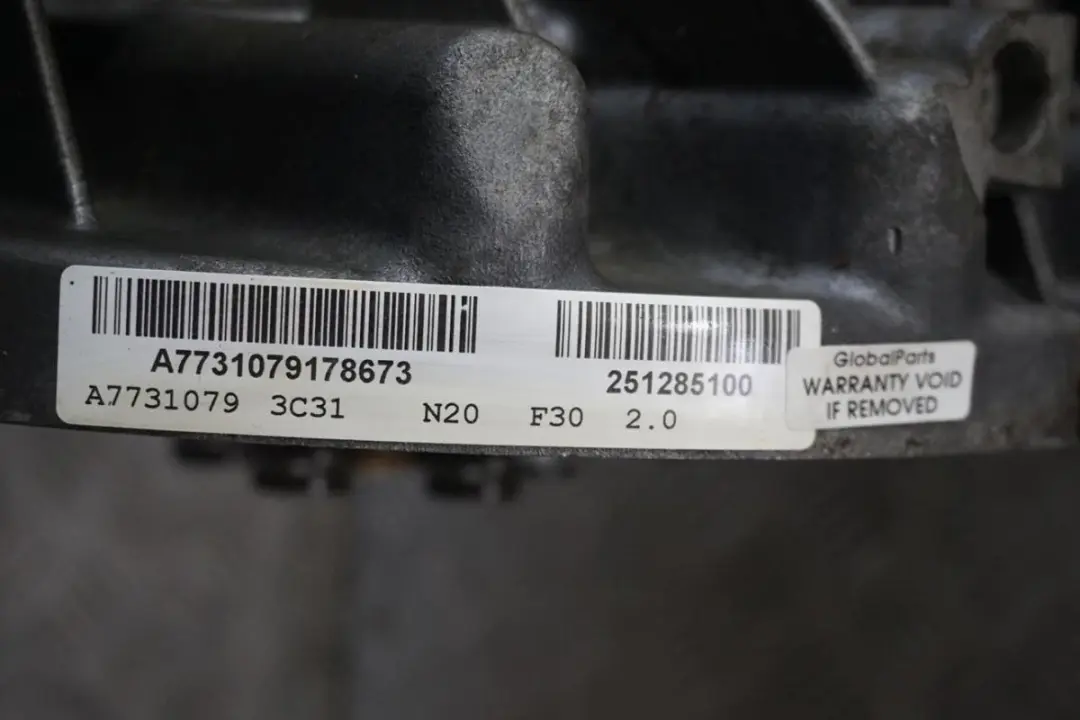 A7731079178673
251285100
A7731079 3C31 N20 F30 2.0
GlobalParts
WARRANTY VOID
IF REMOVED